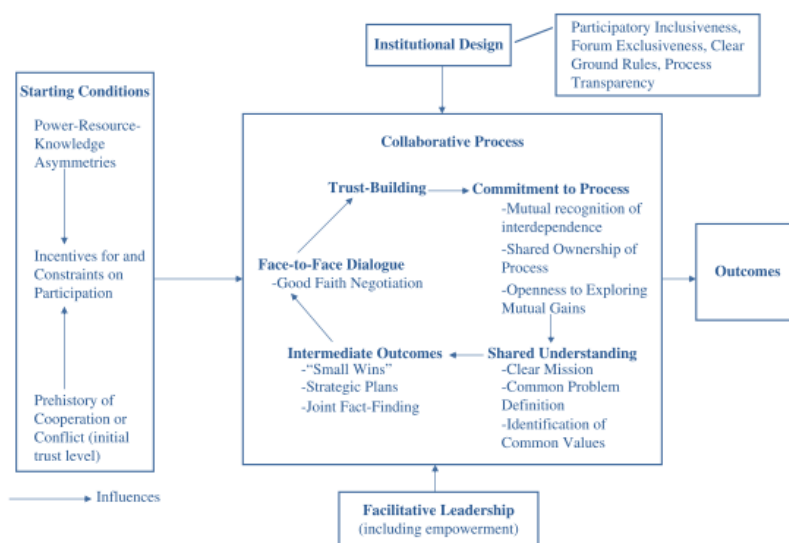 Institutional Design
Participatory Inclusiveness,
Forum Exclusiveness, Clear
Ground Rules, Process
Transparency
Starting Conditions
Power-Resource-
Knowledge
Asymmetries
Incentives for and
Constraints on
Participation
Prehistory of
Cooperation or
Conflict (initial
trust level)
Influences
Collaborative Process
Trust-Building
Commitment to Process
-Mutual recognition of
interdependence
-Shared Ownership of
Process
-Openness to Exploring
Mutual Gains
Face-to-Face Dialogue
-Good Faith Negotiation
Intermediate Outcomes
-“Small Wins”
-Strategic Plans
-Joint Fact-Finding
Shared Understanding
-Clear Mission
-Common Problem
Definition
-Identification of
Common Values
Outcomes
Facilitative Leadership
(including empowerment)